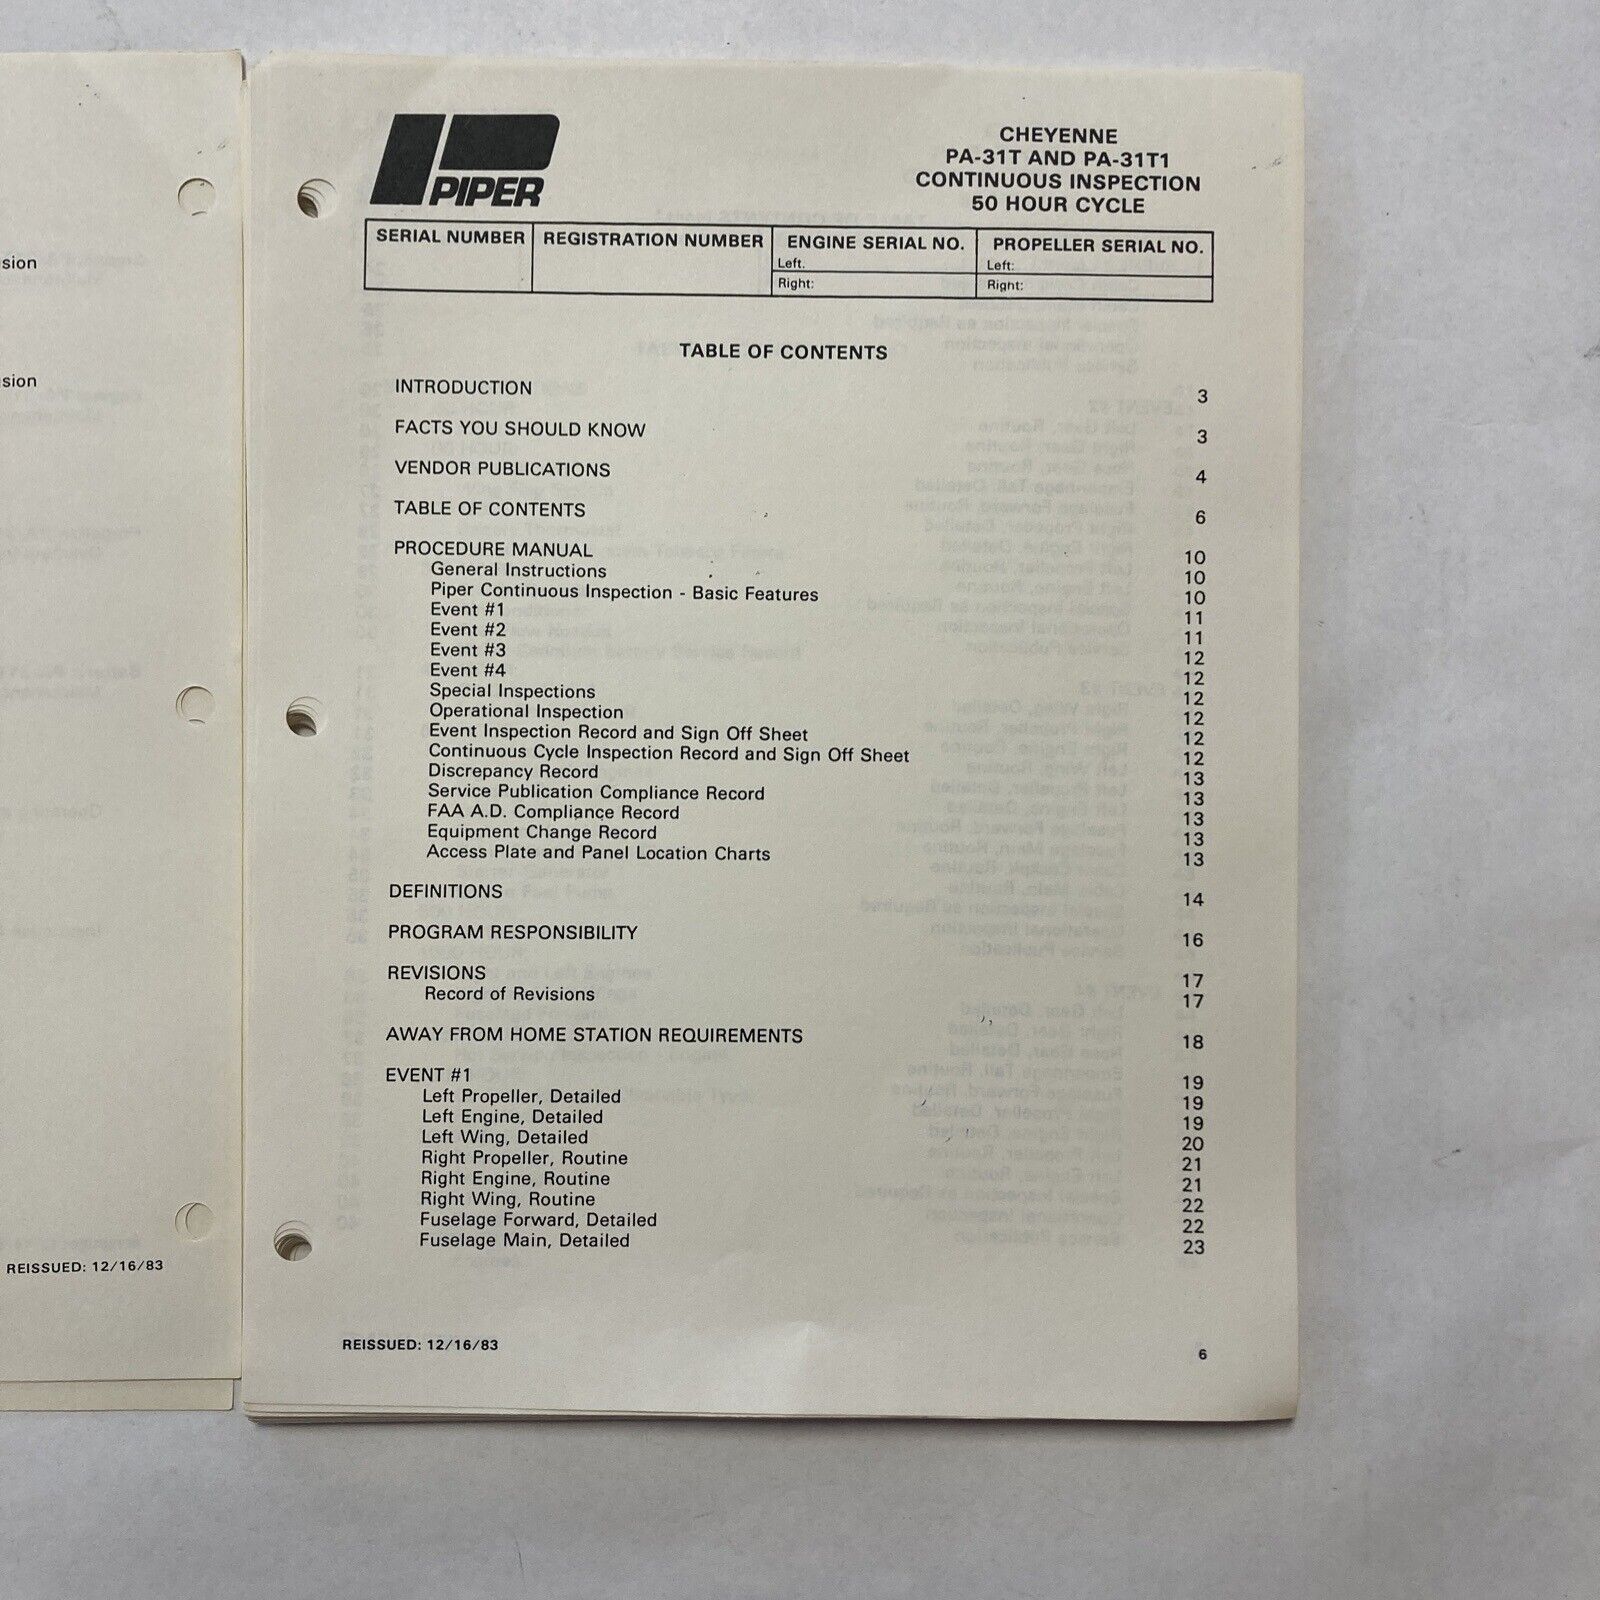 sion
sion
REISSUED: 12/16/83
PIPER
CHEYENNE
PA-31T AND PA-31T1
CONTINUOUS INSPECTION
50 HOUR CYCLE
SERIAL NUMBER REGISTRATION NUMBER ENGINE SERIAL NO. PROPELLER SERIAL NO.
Left. Left:
Right: Right:
TABLE OF CONTENTS
INTRODUCTION 3
FACTS YOU SHOULD KNOW 3
VENDOR PUBLICATIONS 4
TABLE OF CONTENTS 6
PROCEDURE MANUAL 10
General Instructions 10
Piper Continuous Inspection - Basic Features 10
Event #1 11
Event #2 11
Event #3 12
Event #4 12
Special Inspections 12
Operational Inspection 12
Event Inspection Record and Sign Off Sheet 12
Continuous Cycle Inspection Record and Sign Off Sheet 12
Discrepancy Record 13
Service Publication Compliance Record 13
FAA A.D. Compliance Record 13
Equipment Change Record 13
Access Plate and Panel Location Charts 13
DEFINITIONS 14
PROGRAM RESPONSIBILITY 16
REVISIONS 17
Record of Revisions 17
AWAY FROM HOME STATION REQUIREMENTS 18
EVENT #1 19
Left Propeller, Detailed 19
Left Engine, Detailed 19
Left Wing, Detailed 20
Right Propeller, Routine 21
Right Engine, Routine 21
Right Wing, Routine 22
Fuselage Forward, Detailed 22
Fuselage Main, Detailed 23
REISSUED: 12/16/83 6